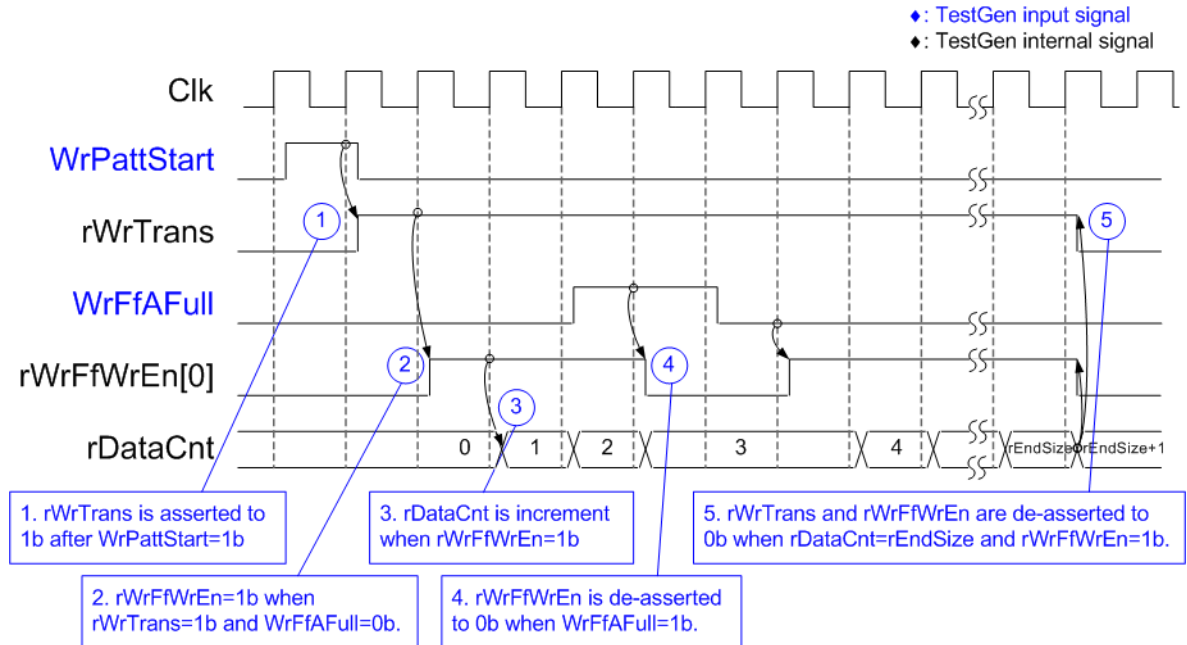 ♦: TestGen input signal
♦: TestGen internal signal
Clk
WrPattStart
rWrTrans
1
5
WrFfAFull
rWrFfWrEn[0]
2
4
3
rDataCnt
0
1
2
3
4
rEndSize
rEndSize+1
1. rWrTrans is asserted to
1b after WrPattStart=1b
3. rDataCnt is increment
when rWrFfWrEn=1b
5. rWrTrans and rWrFfWrEn are de-asserted to
0b when rDataCnt=rEndSize and rWrFfWrEn=1b.
2. rWrFfWrEn=1b when
rWrTrans=1b and WrFfAFull=0b.
4. rWrFfWrEn is de-asserted
to 0b when WrFfAFull=1b.